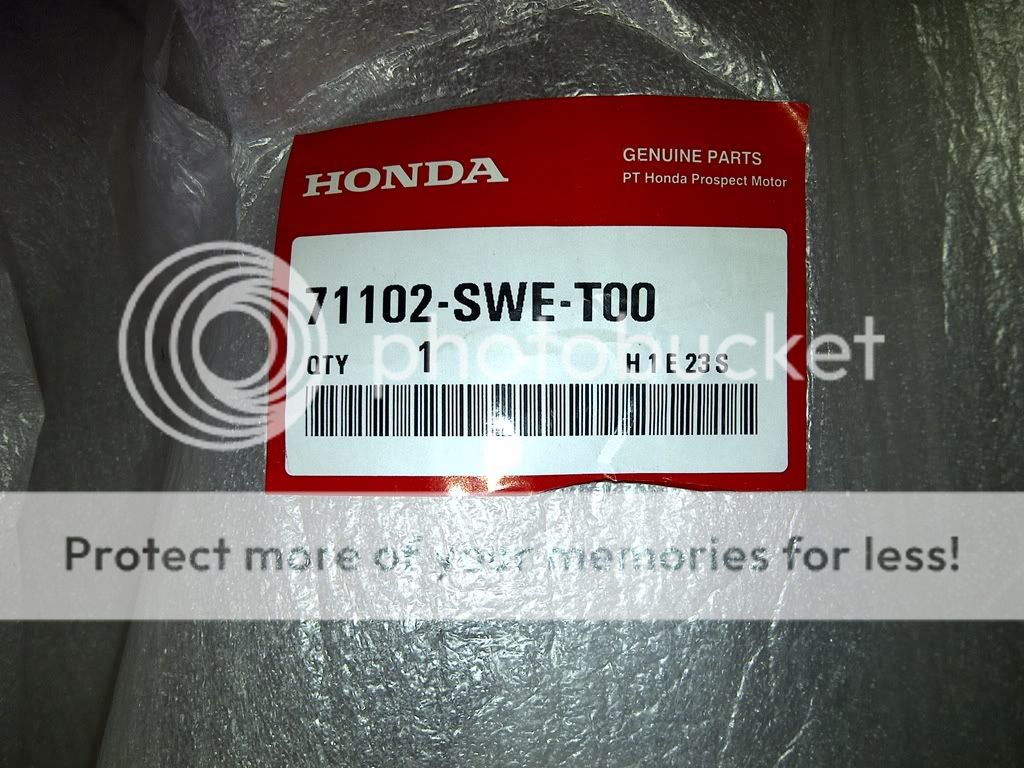 HONDA
GENUINE PARTS
PT Honda Prospect Motor
71102-SWE-T00
QTY 1 H1E23S
photobucket
Protect more of your memories for less!